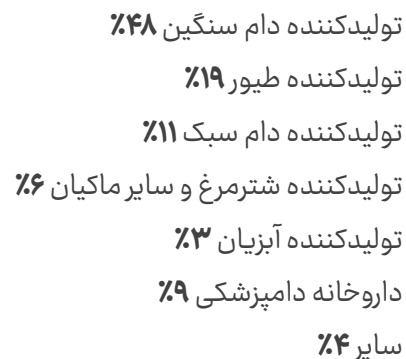 تولیدکننده دام سنگین ۴۸٪
تولیدکننده طیور ۱۹٪
تولیدکننده دام سبک ۱۱٪
تولیدکننده شترمرغ و سایر ماکیان ۶٪
تولیدکننده آبزیان ۳٪
داروخانه دامپزشکی ۹٪
سایر ۴٪